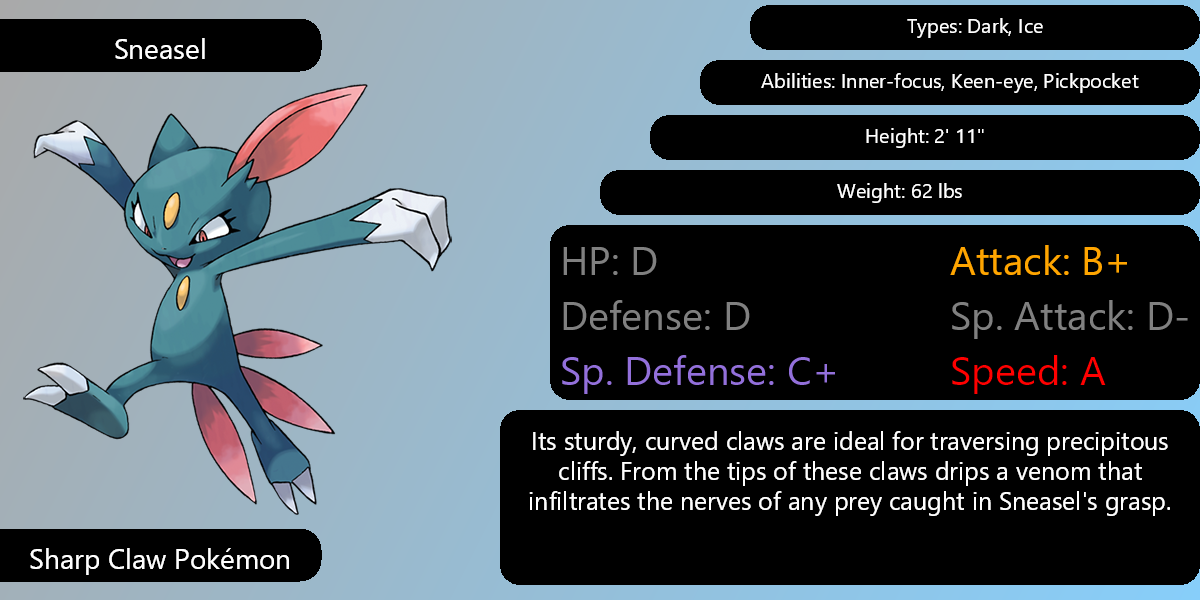 Sneasel
Types: Dark, Ice
Abilities: Inner-focus, Keen-eye, Pickpocket
Height: 2' 11"
Weight: 62 lbs
HP: D
Attack: B+
Defense: D
Sp. Attack: D-
Sp. Defense: C+
Speed: A
Its sturdy, curved claws are ideal for traversing precipitous
cliffs. From the tips of these claws drips a venom that
infiltrates the nerves of any prey caught in Sneasel's grasp.
Sharp Claw Pokémon